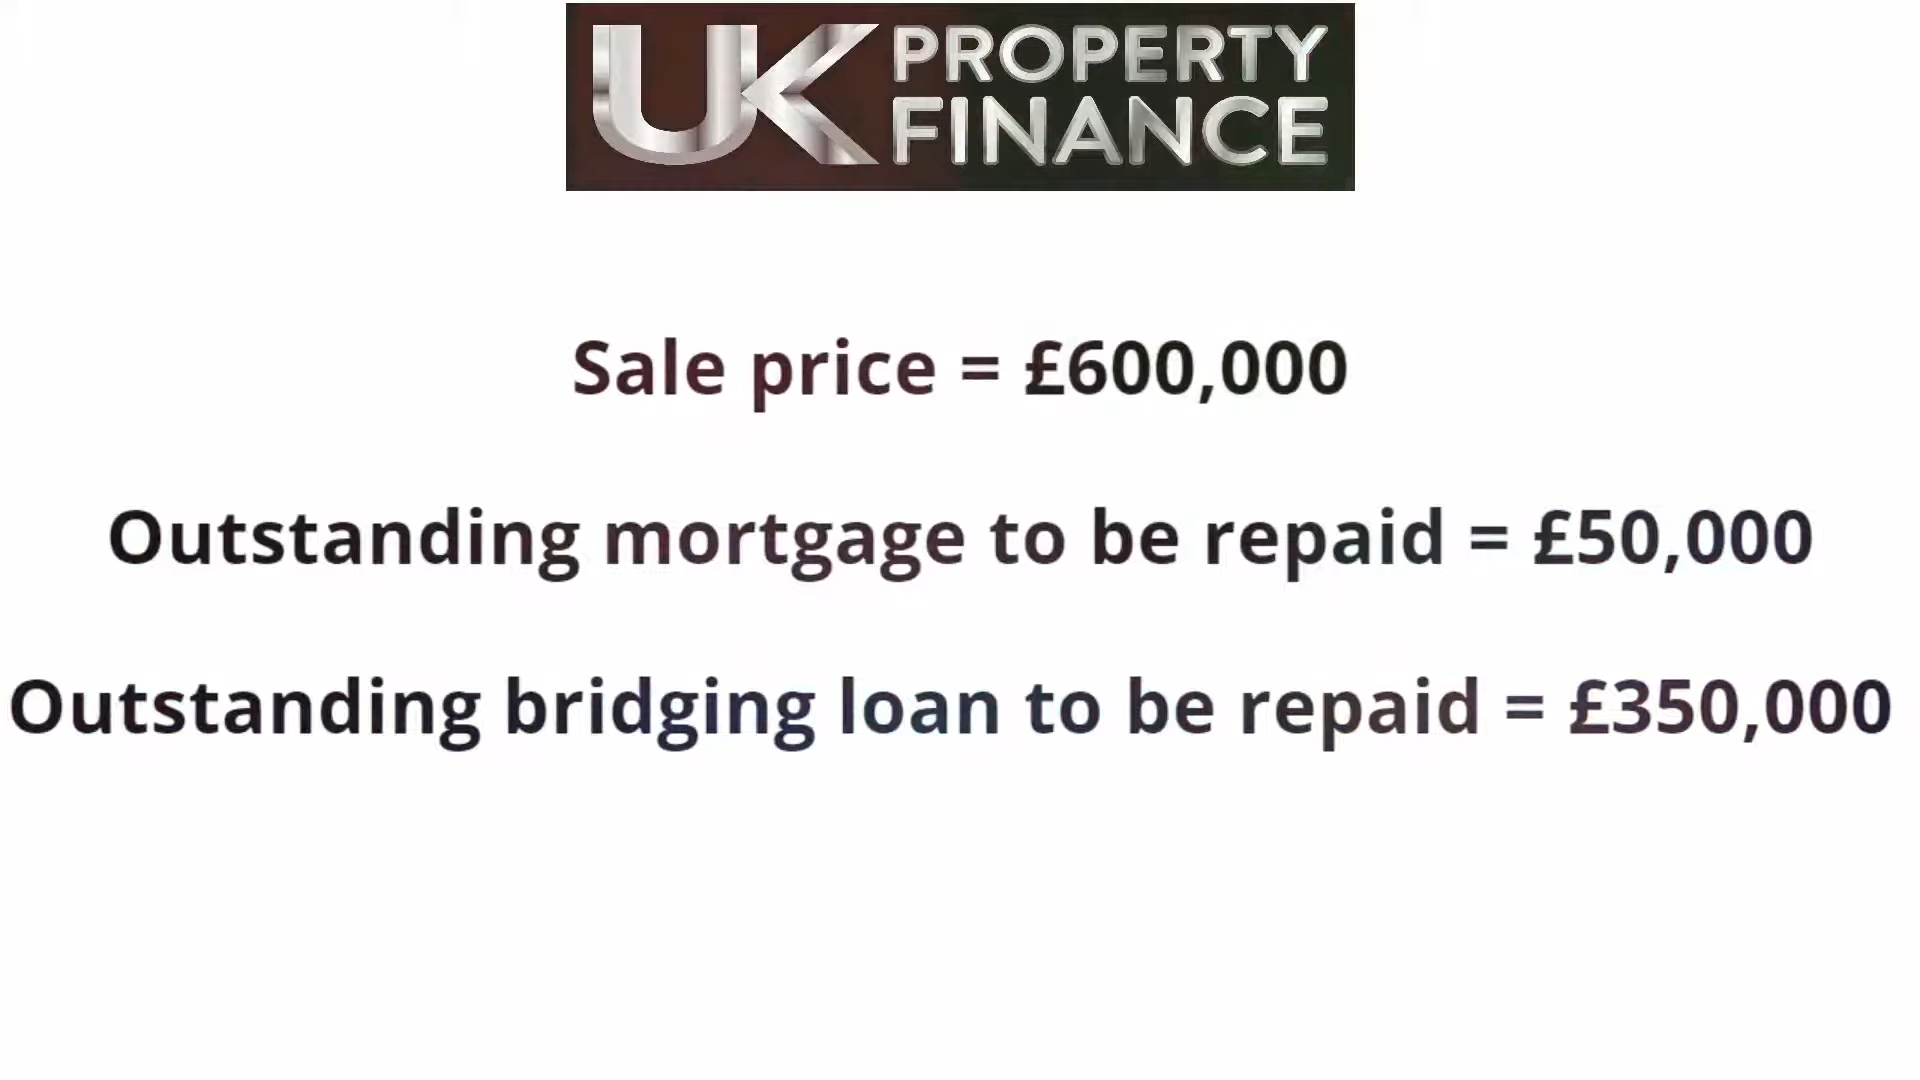 UK PROPERTY
FINANCE
Sale price = £600,000
Outstanding mortgage to be repaid = £50,000
Outstanding bridging loan to be repaid = £350,000